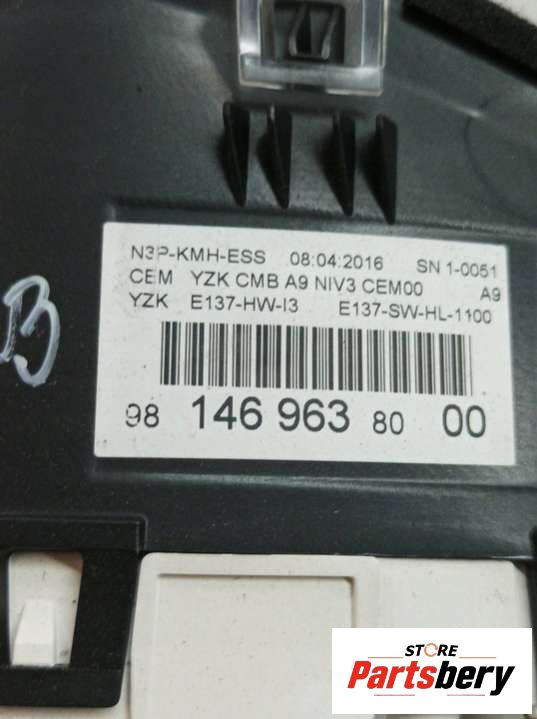 N3P-KMH-ESS 08:04:2016 SN 1-0051
CEM YZK CMB A9 NIV3 CEM00 A9
YZK E137-HW-I3 E137-SW-HL-1100
98 146 963 80 00
B
STORE
Partsbery